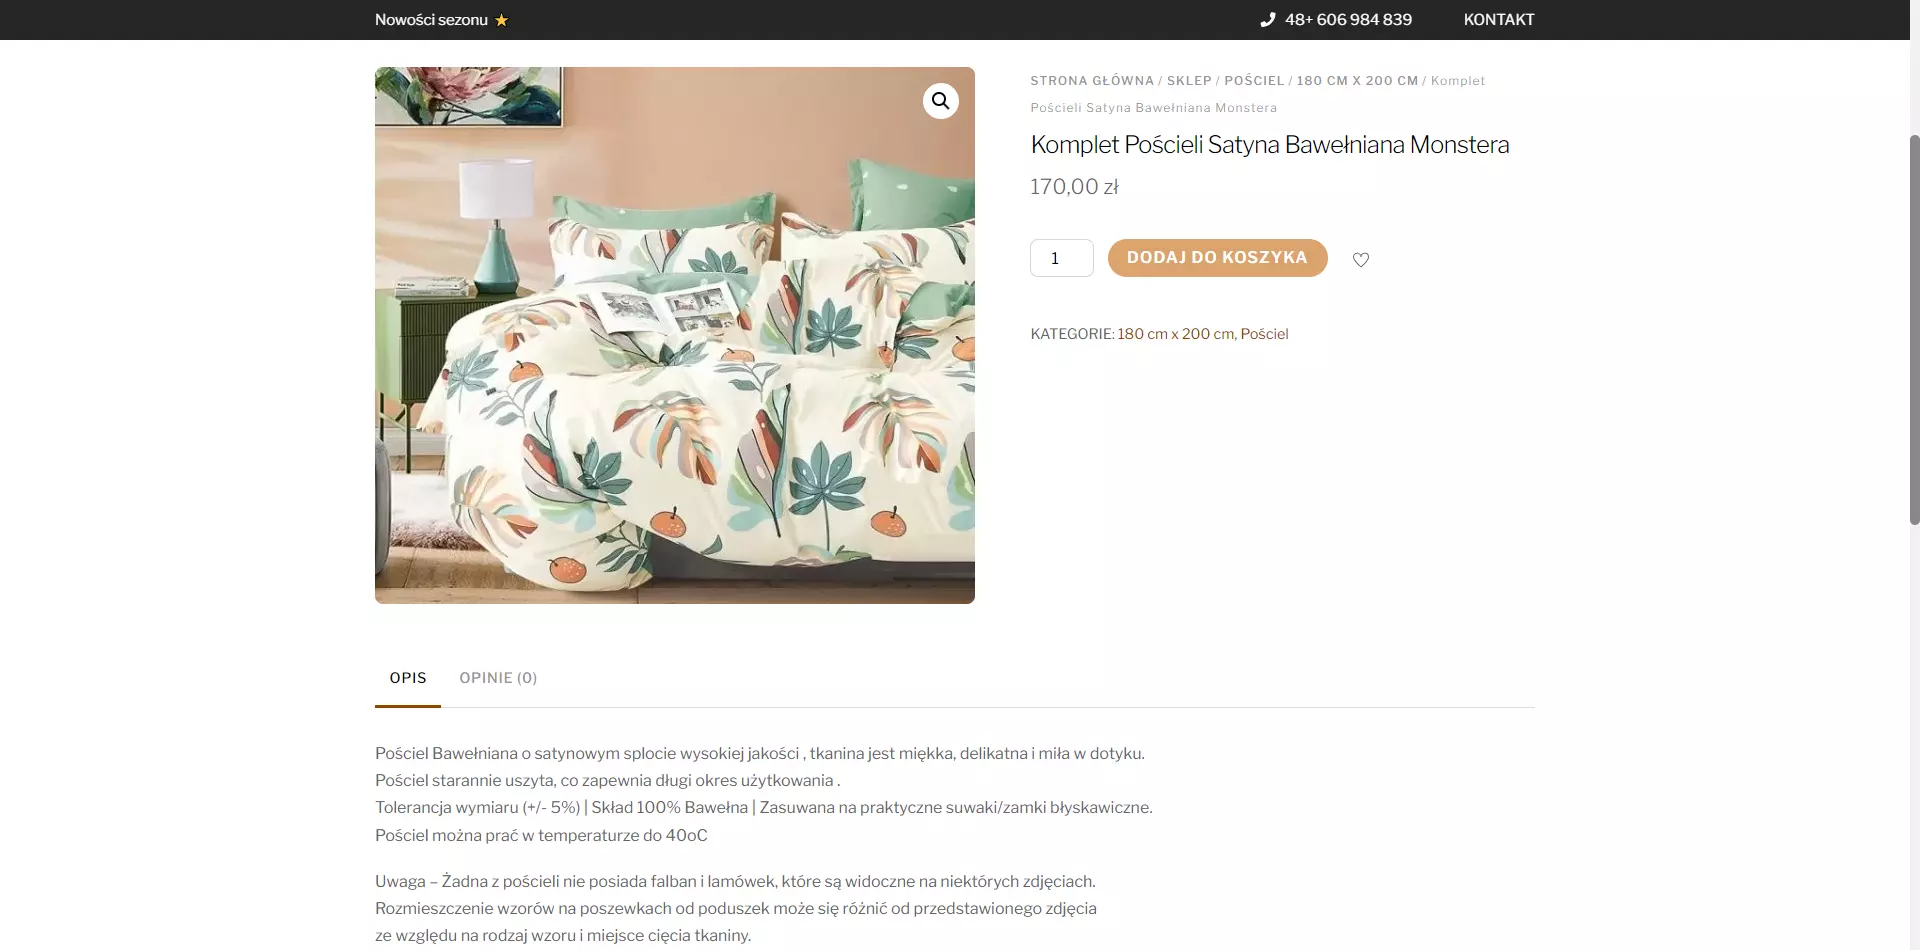 Nowości sezonu ⭐
48+ 606 984 839
KONTAKT
STRONA GŁÓWNA / SKLEP / POŚCIEL / 180 CM X 200 CM / Komplet
Pościeli Satyna Bawełniana Monstera
Komplet Pościeli Satyna Bawełniana Monstera
170,00 zł
1
DODAJ DO KOSZYKA
KATEGORIE: 180 cm x 200 cm, Pościel
OPIS
OPINIE (0)
Pościel Bawełniana o satynowym splocie wysokiej jakości , tkanina jest miękka, delikatna i miła w dotyku.
Pościel starannie uszyta, co zapewnia długi okres użytkowania .
Tolerancja wymiaru (+/- 5%) | Skład 100% Bawełna | Zasuwana na praktyczne suwaki/zamki błyskawiczne.
Pościel można prać w temperaturze do 40oC
Uwaga – Żadna z pościeli nie posiada falban i lamówek, które są widoczne na niektórych zdjęciach.
Rozmieszczenie wzorów na poszewkach od poduszek może się różnić od przedstawionego zdjęcia
ze względu na rodzaj wzoru i miejsce cięcia tkaniny.